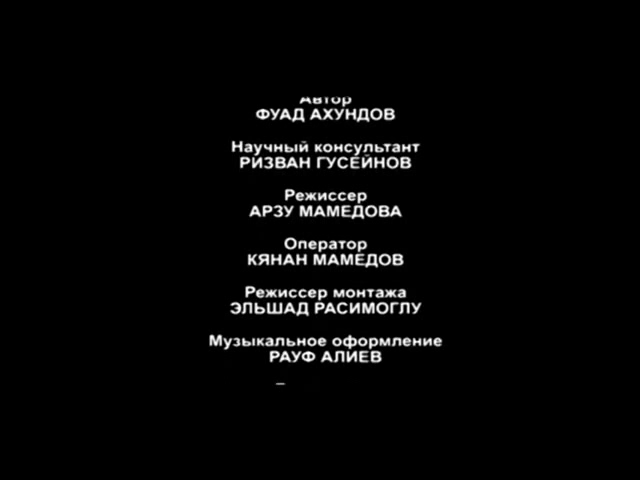 Автор
ФУАД АХУНДОВ
Научный консультант
РИЗВАН ГУСЕЙНОВ
Режиссер
АРЗУ МАМЕДОВА
Оператор
КЯНАН МАМЕДОВ
Режиссер монтажа
ЭЛЬШАД РАСИМОГЛУ
Музыкальное оформление
РАУФ АЛИЕВ